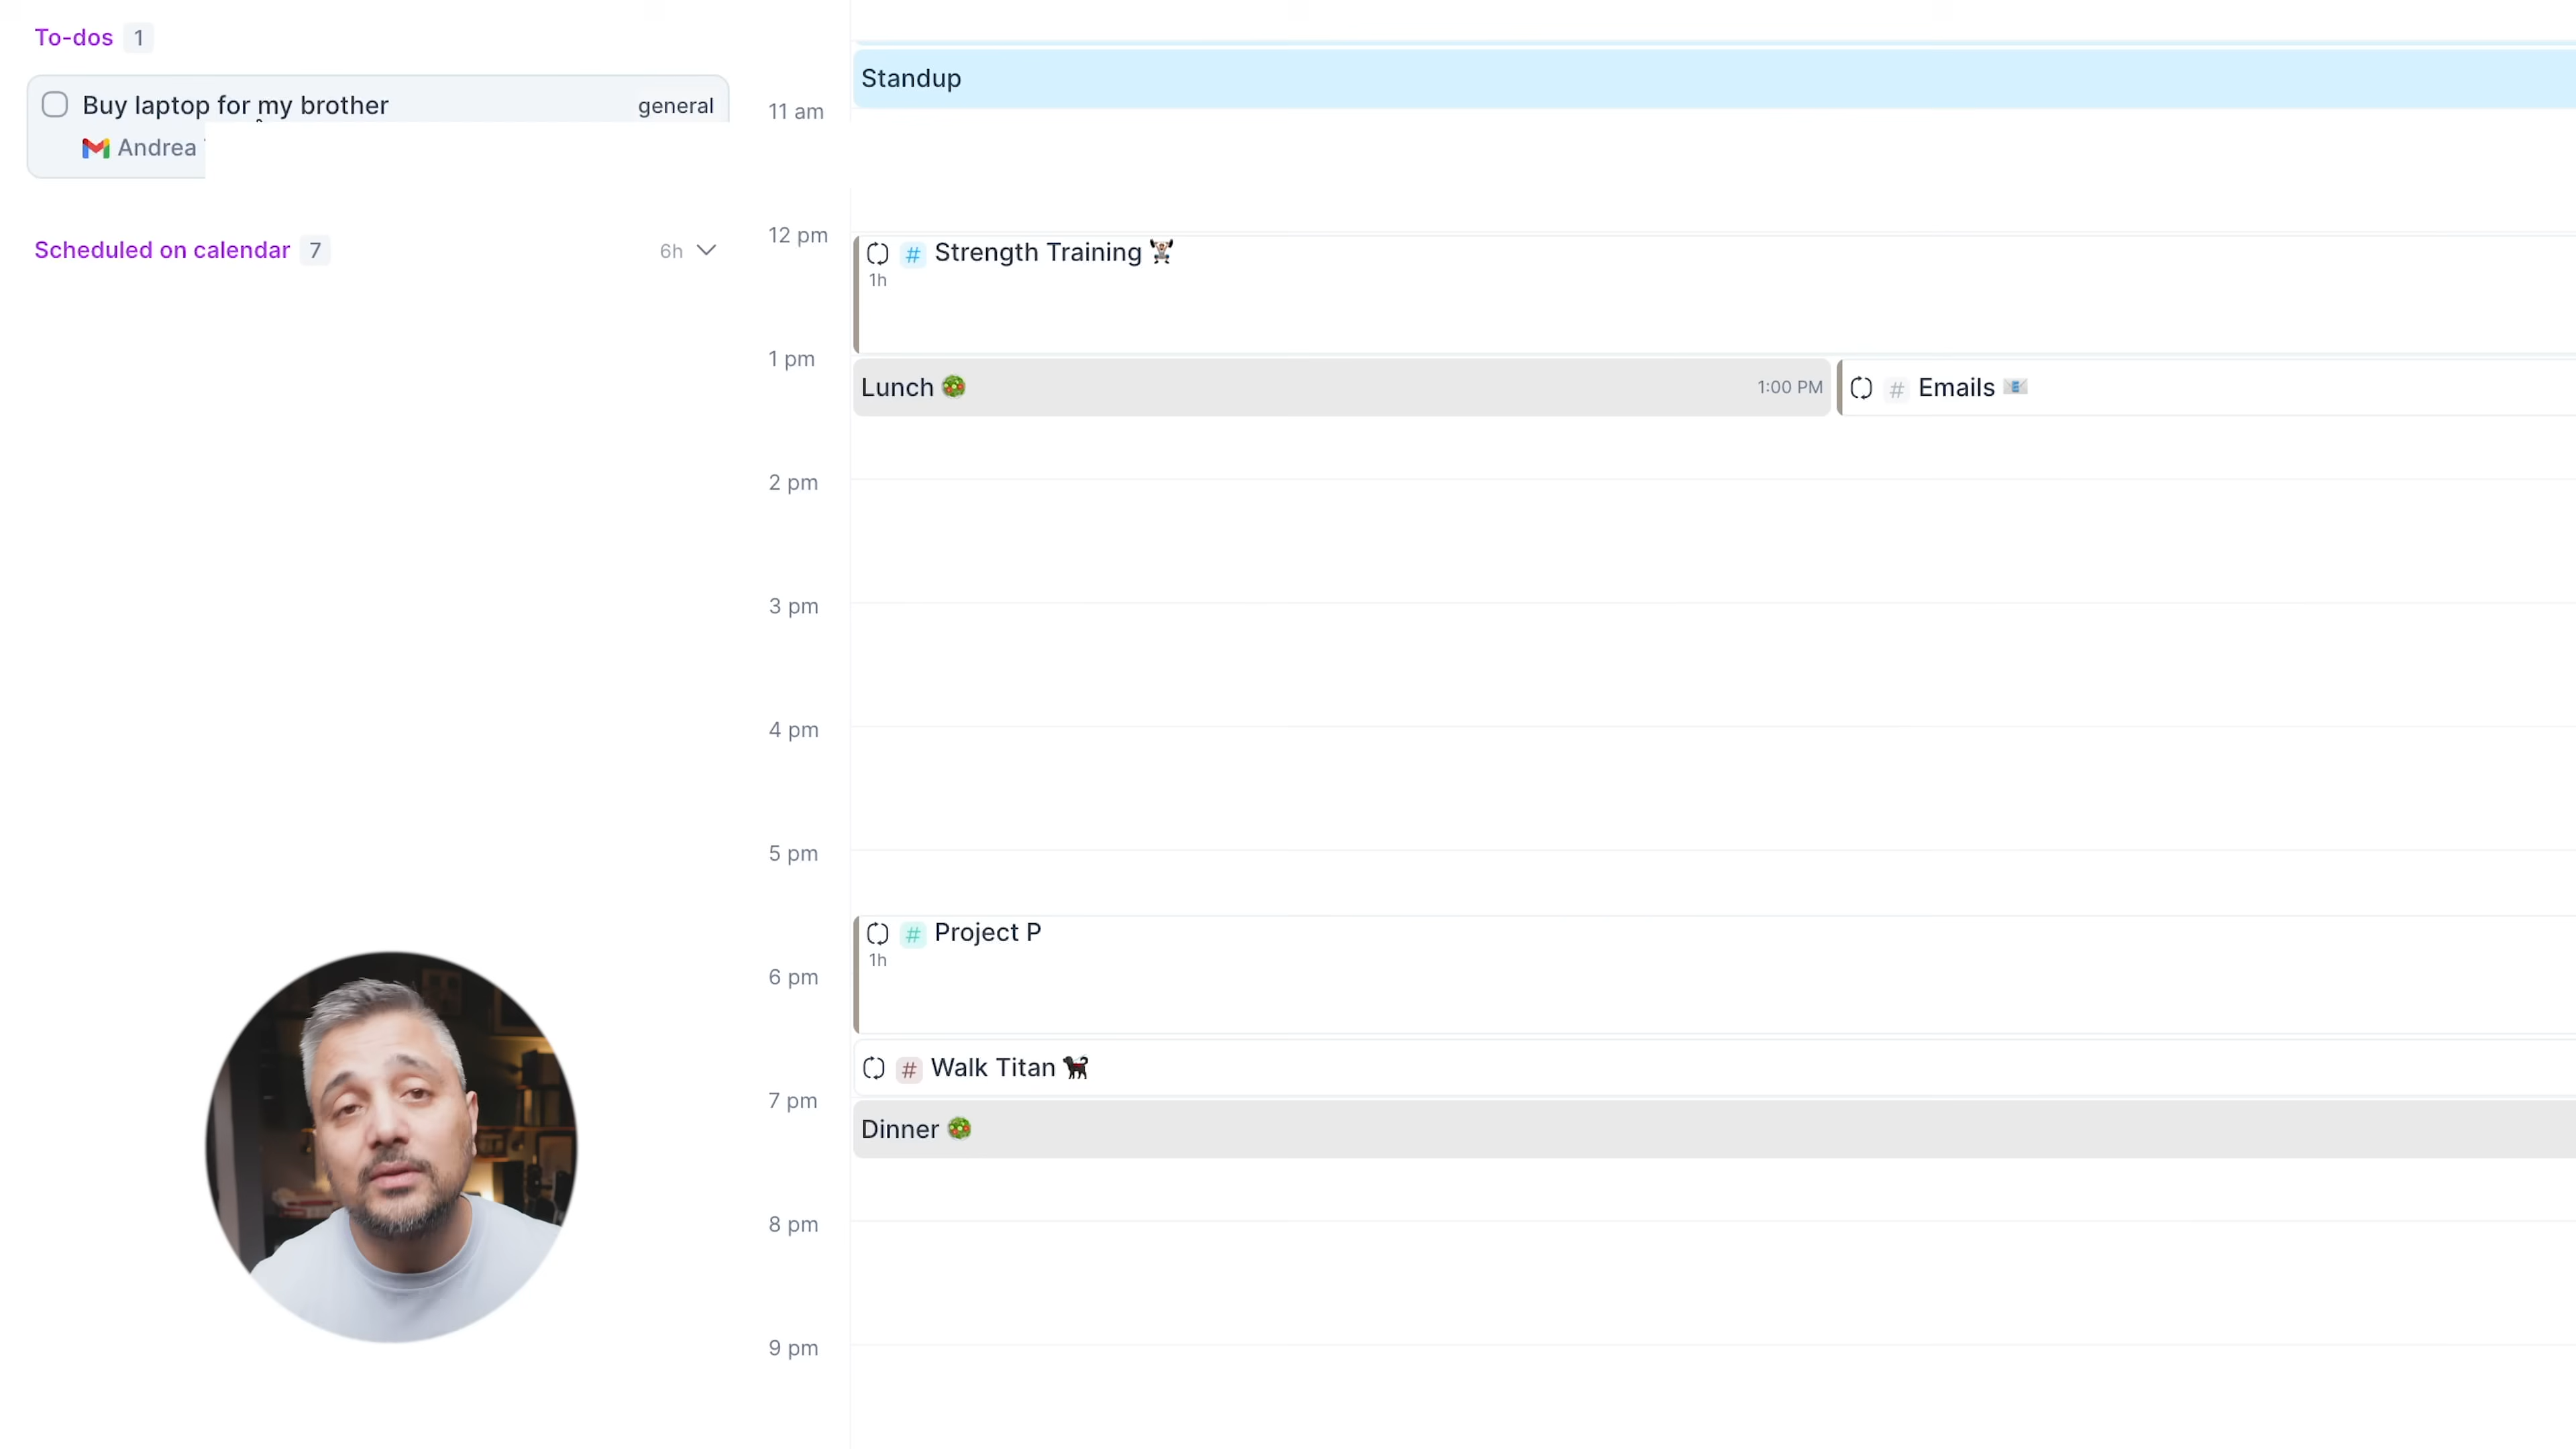 To-dos 1
Buy laptop for my brother general
Andrea
Scheduled on calendar 7 6h
Standup
11 am
12 pm
# Strength Training
1h
1 pm
Lunch 1:00 PM
# Emails
2 pm
3 pm
4 pm
5 pm
# Project P
1h
6 pm
# Walk Titan
7 pm
Dinner
8 pm
9 pm